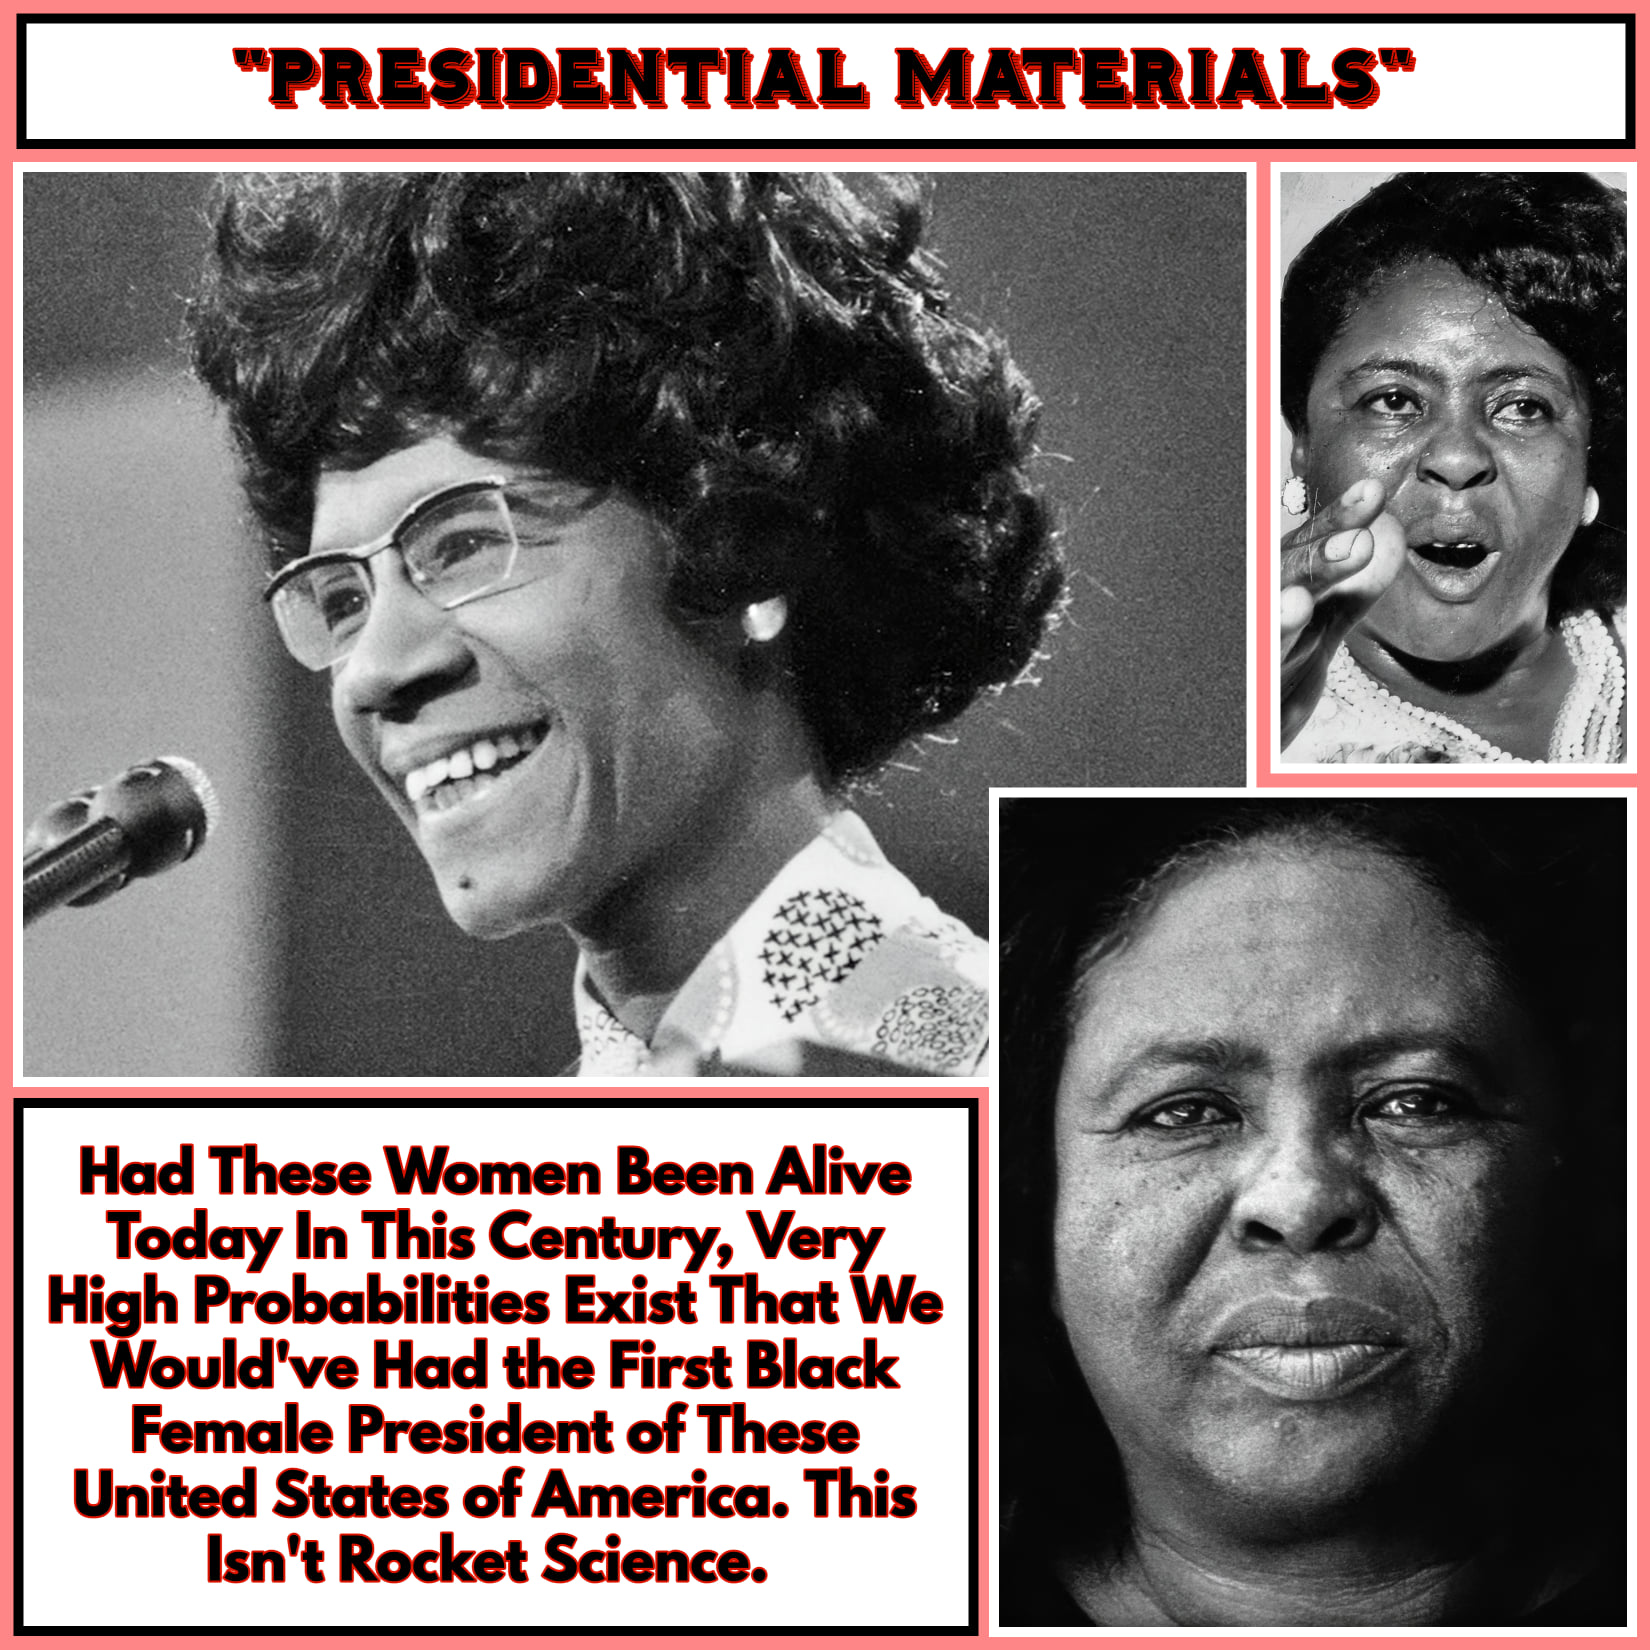 "PRESIDENTIAL MATERIALS"
Had These Women Been Alive
Today In This Century, Very
High Probabilities Exist That We
Would've Had the First Black
Female President of These
United States of America. This
Isn't Rocket Science.